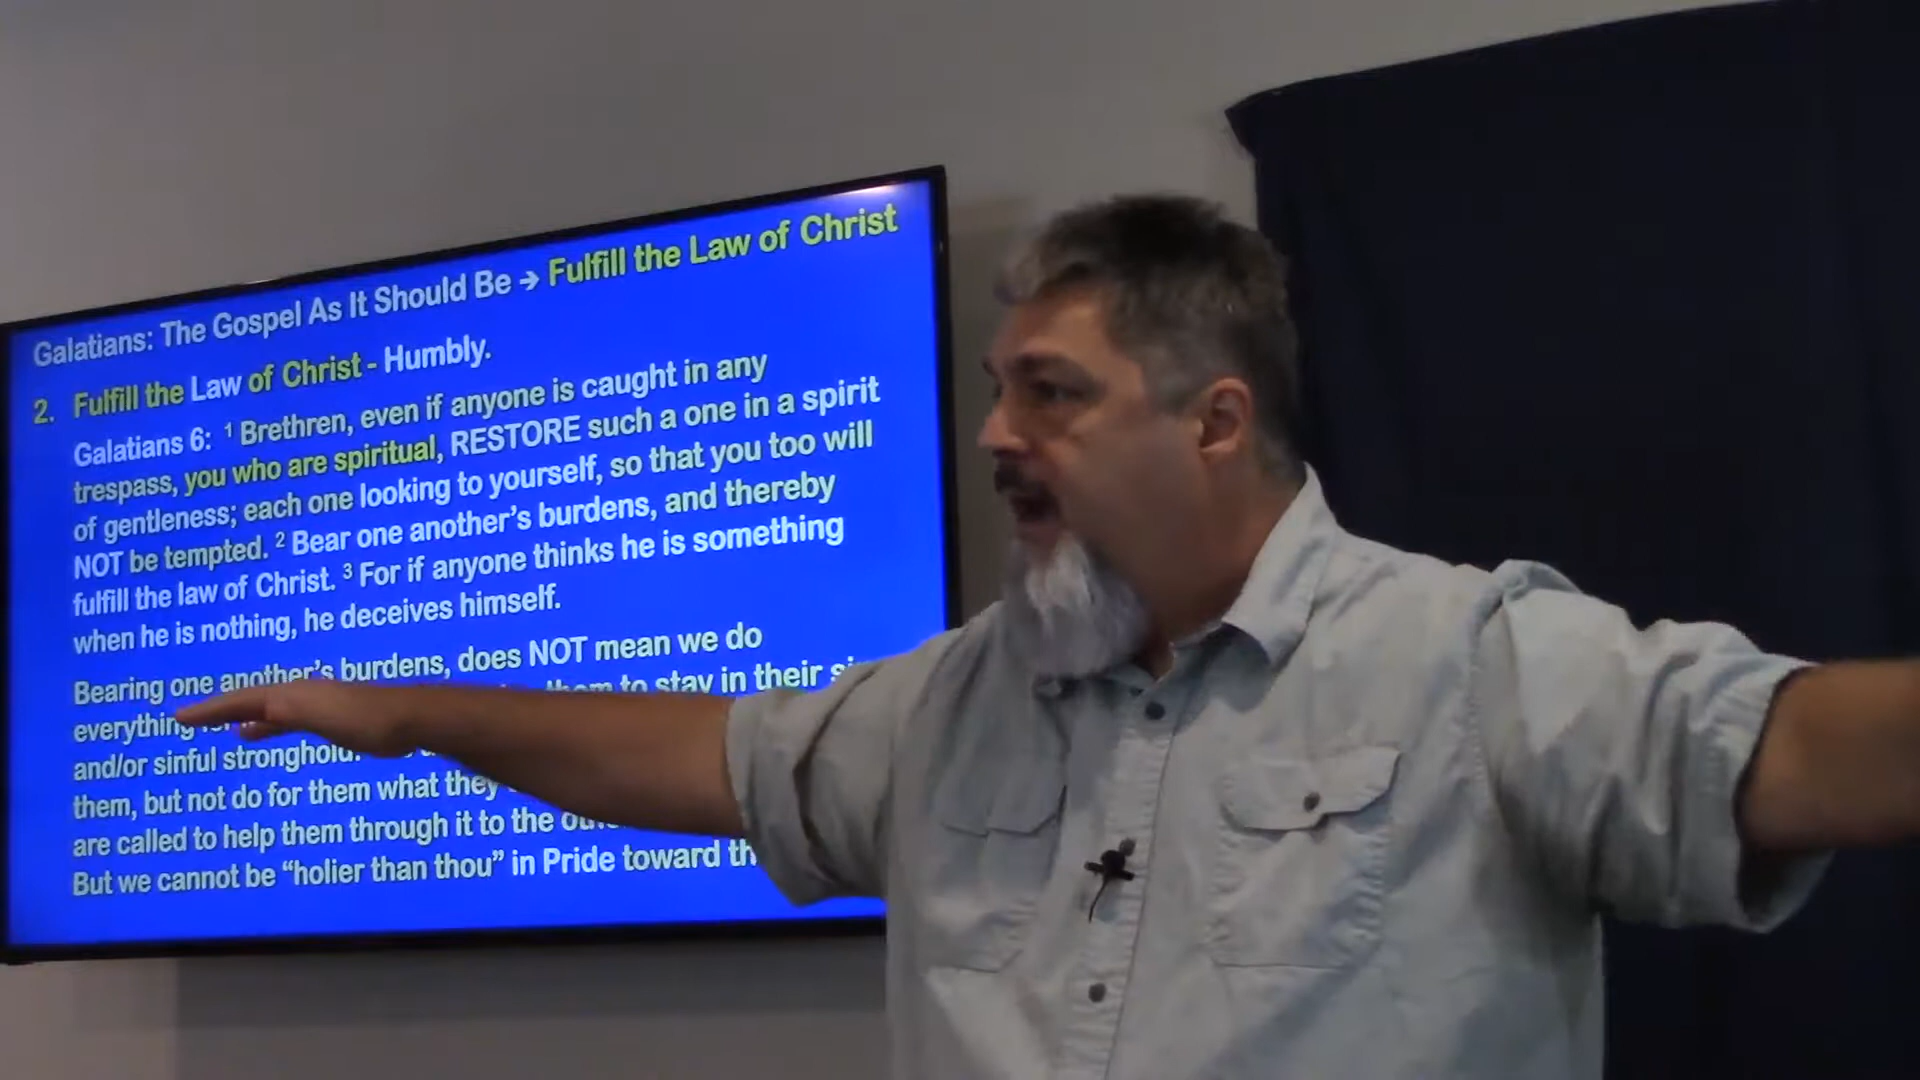 Galatians: The Gospel As It Should Be → Fulfill the Law of Christ
2. Fulfill the Law of Christ - Humbly.
Galatians 6: 1 Brethren, even if anyone is caught in any
trespass, you who are spiritual, RESTORE such a one in a spirit
of gentleness; each one looking to yourself, so that you too will
NOT be tempted. 2 Bear one another’s burdens, and thereby
fulfill the law of Christ. 3 For if anyone thinks he is something
when he is nothing, he deceives himself.
Bearing one another’s burdens, does NOT mean we do
everything them to stay in their
and/or sinful stronghold.
them, but not do for them what they
are called to help them through it to the
But we cannot be “holier than thou” in Pride toward